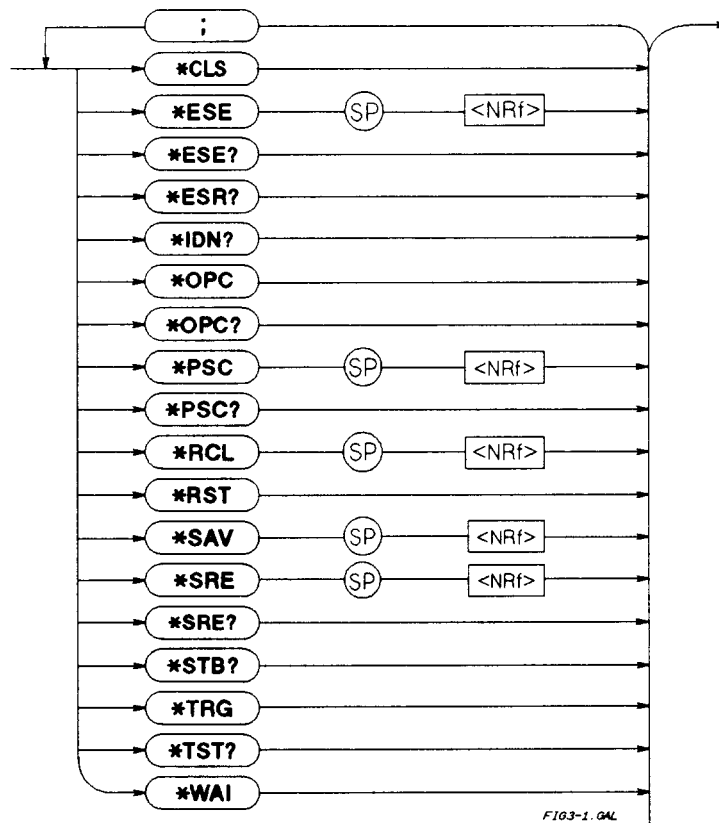 ;
*CLS
*ESE SP <NRf>
*ESE?
*ESR?
*IDN?
*OPC
*OPC?
*PSC SP <NRf>
*PSC?
*RCL SP <NRf>
*RST
*SAV SP <NRf>
*SRE SP <NRf>
*SRE?
*STB?
*TRG
*TST?
*WAI
FIG3-1.GAL